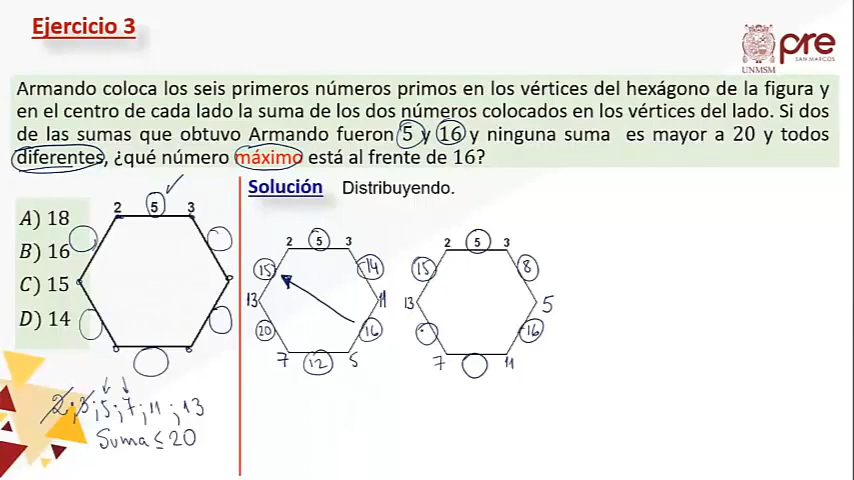 Ejercicio 3
UNMSM
pre
SAN MARCOS
Armando coloca los seis primeros números primos en los vértices del hexágono de la figura y
en el centro de cada lado la suma de los dos números colocados en los vértices del lado. Si dos
de las sumas que obtuvo Armando fueron 5 y 16 y ninguna suma es mayor a 20 y todos
diferentes, ¿qué número máximo está al frente de 16?
Solución Distribuyendo.
A) 18
B) 16
C) 15
D) 14
2 5 3
2 5 3
15 14
13 11
20 16
7 12 5
2 5 3
15 8
13 5
16
7 11
2; 3; 5; 7; 11; 13
Suma ≤ 20